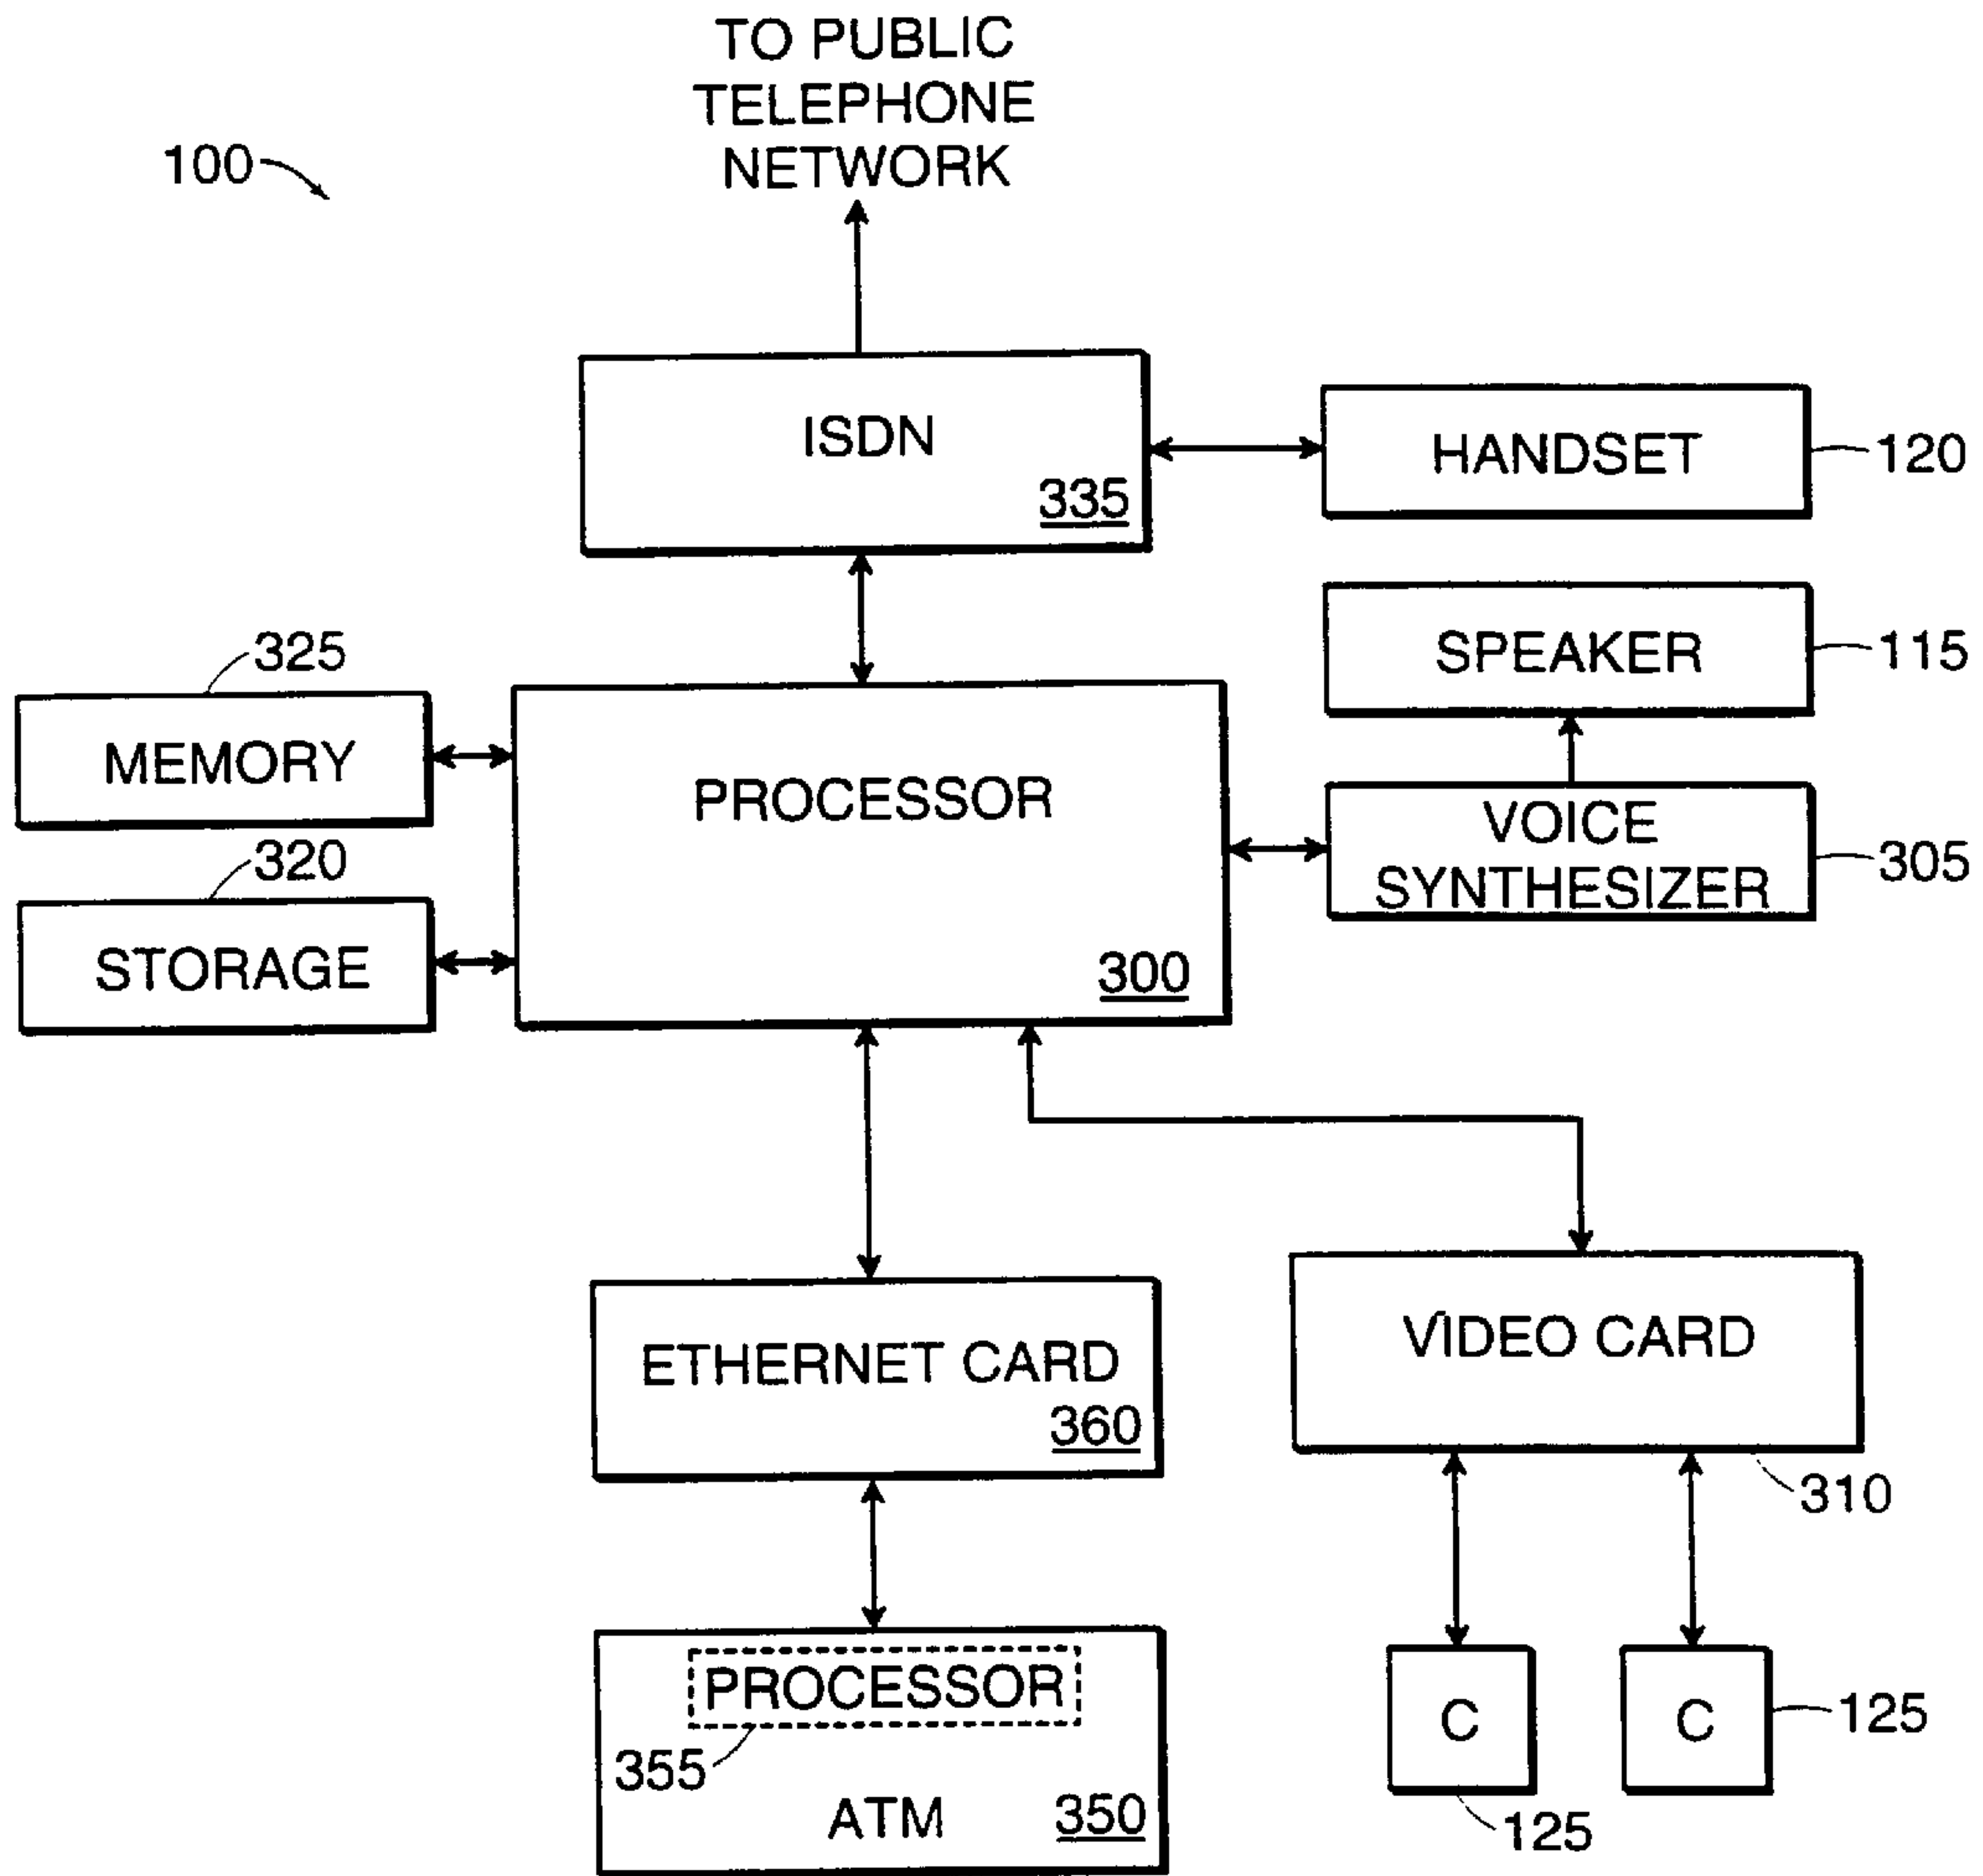 TO PUBLIC
TELEPHONE
NETWORK
100
ISDN
335
HANDSET
120
SPEAKER
115
325
MEMORY
PROCESSOR
300
VOICE
SYNTHESIZER
305
320
STORAGE
ETHERNET CARD
360
VIDEO CARD
310
PROCESSOR
355
ATM
350
C
125
C
125